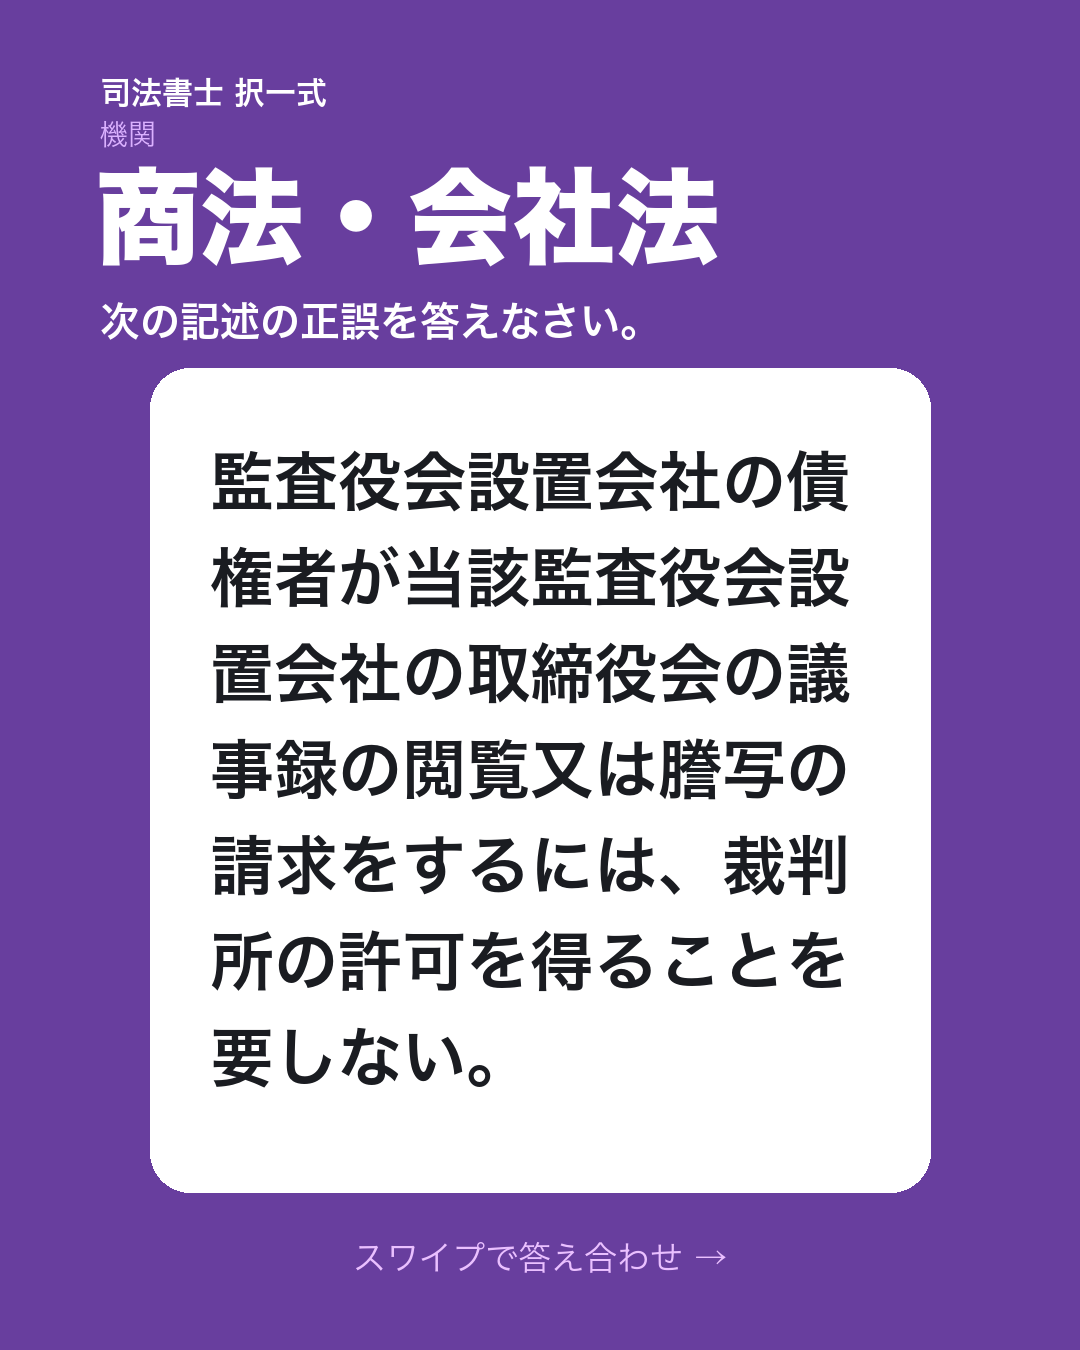 司法書士 択一式
機関
商法・会社法
次の記述の正誤を答えなさい。
監査役会設置会社の債
権者が当該監査役会設
置会社の取締役会の議
事録の閲覧又は謄写の
請求をするには、裁判
所の許可を得ることを
要しない。
スワイプで答え合わせ →